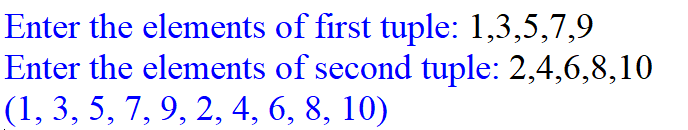 Enter the elements of first tuple: 1,3,5,7,9
Enter the elements of second tuple: 2,4,6,8,10
(1, 3, 5, 7, 9, 2, 4, 6, 8, 10)